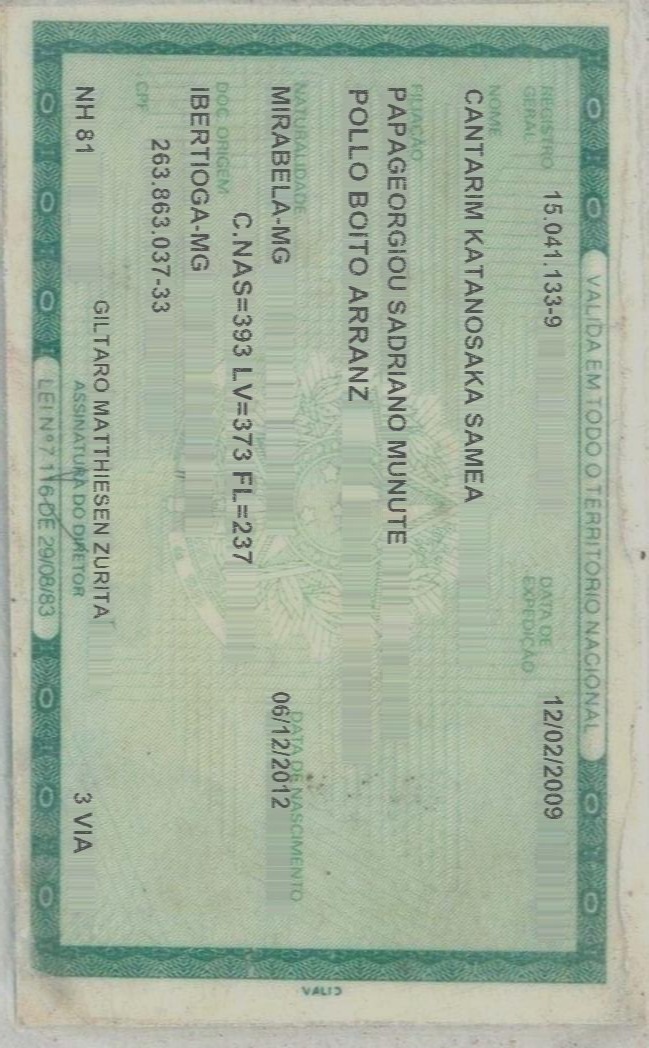 VALIDA EM TODO O TERRITORIO NACIONAL
REGISTRO GERAL 15.041.133-9 DATA DE EXPEDIÇÃO 12/02/2009
NOME
CANTARIM KATANOSAKA SAMEA
FILIAÇÃO
PAPAGEORGIOU SADRIANO MUNUTE
POLLO BOITO ARRANZ
NATURALIDADE DATA DE NASCIMENTO
MIRABELA-MG 06/12/2012
DOC. ORIGEM C.NAS=393 LV=373 FL=237
IBERTIOGA-MG
CPF 263.863.037-33
NH 81 GILTARO MATTHIESEN ZURITA 3 VIA
ASSINATURA DO DIRETOR
LEI Nº 7.116 DE 29/08/83
VALID